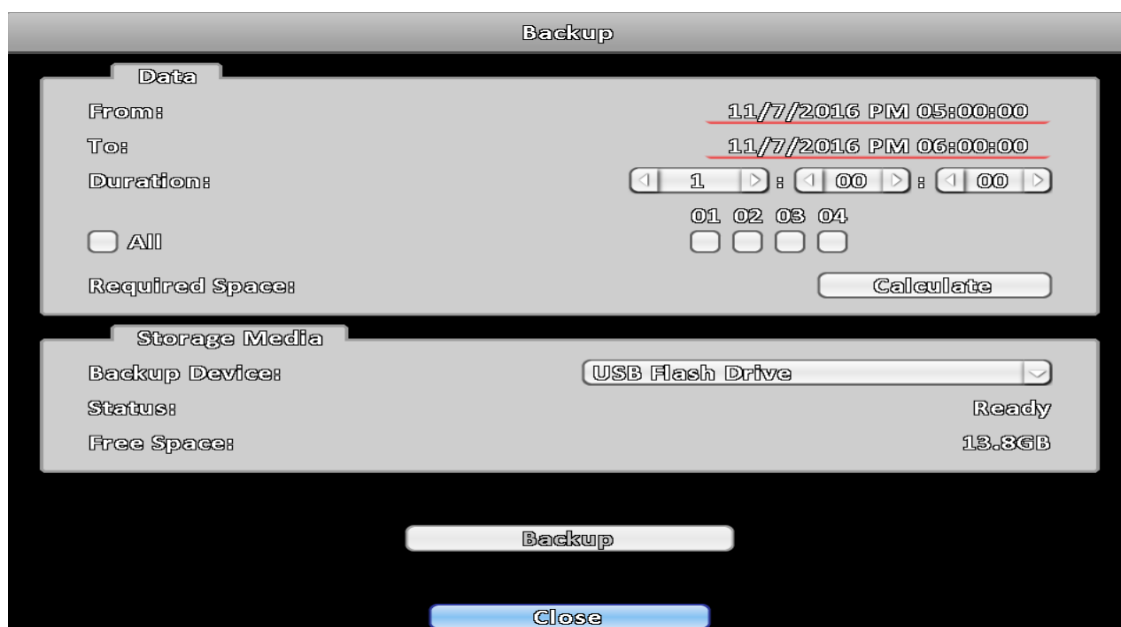 Backup
Data
From: 11/7/2016 PM 05:00:00
To: 11/7/2016 PM 06:00:00
Duration: 1 : 00 : 00
01 02 03 04
All
Required Space: Calculate
Storage Media
Backup Device: USB Flash Drive
Status: Ready
Free Space: 13.8GB
Backup
Close